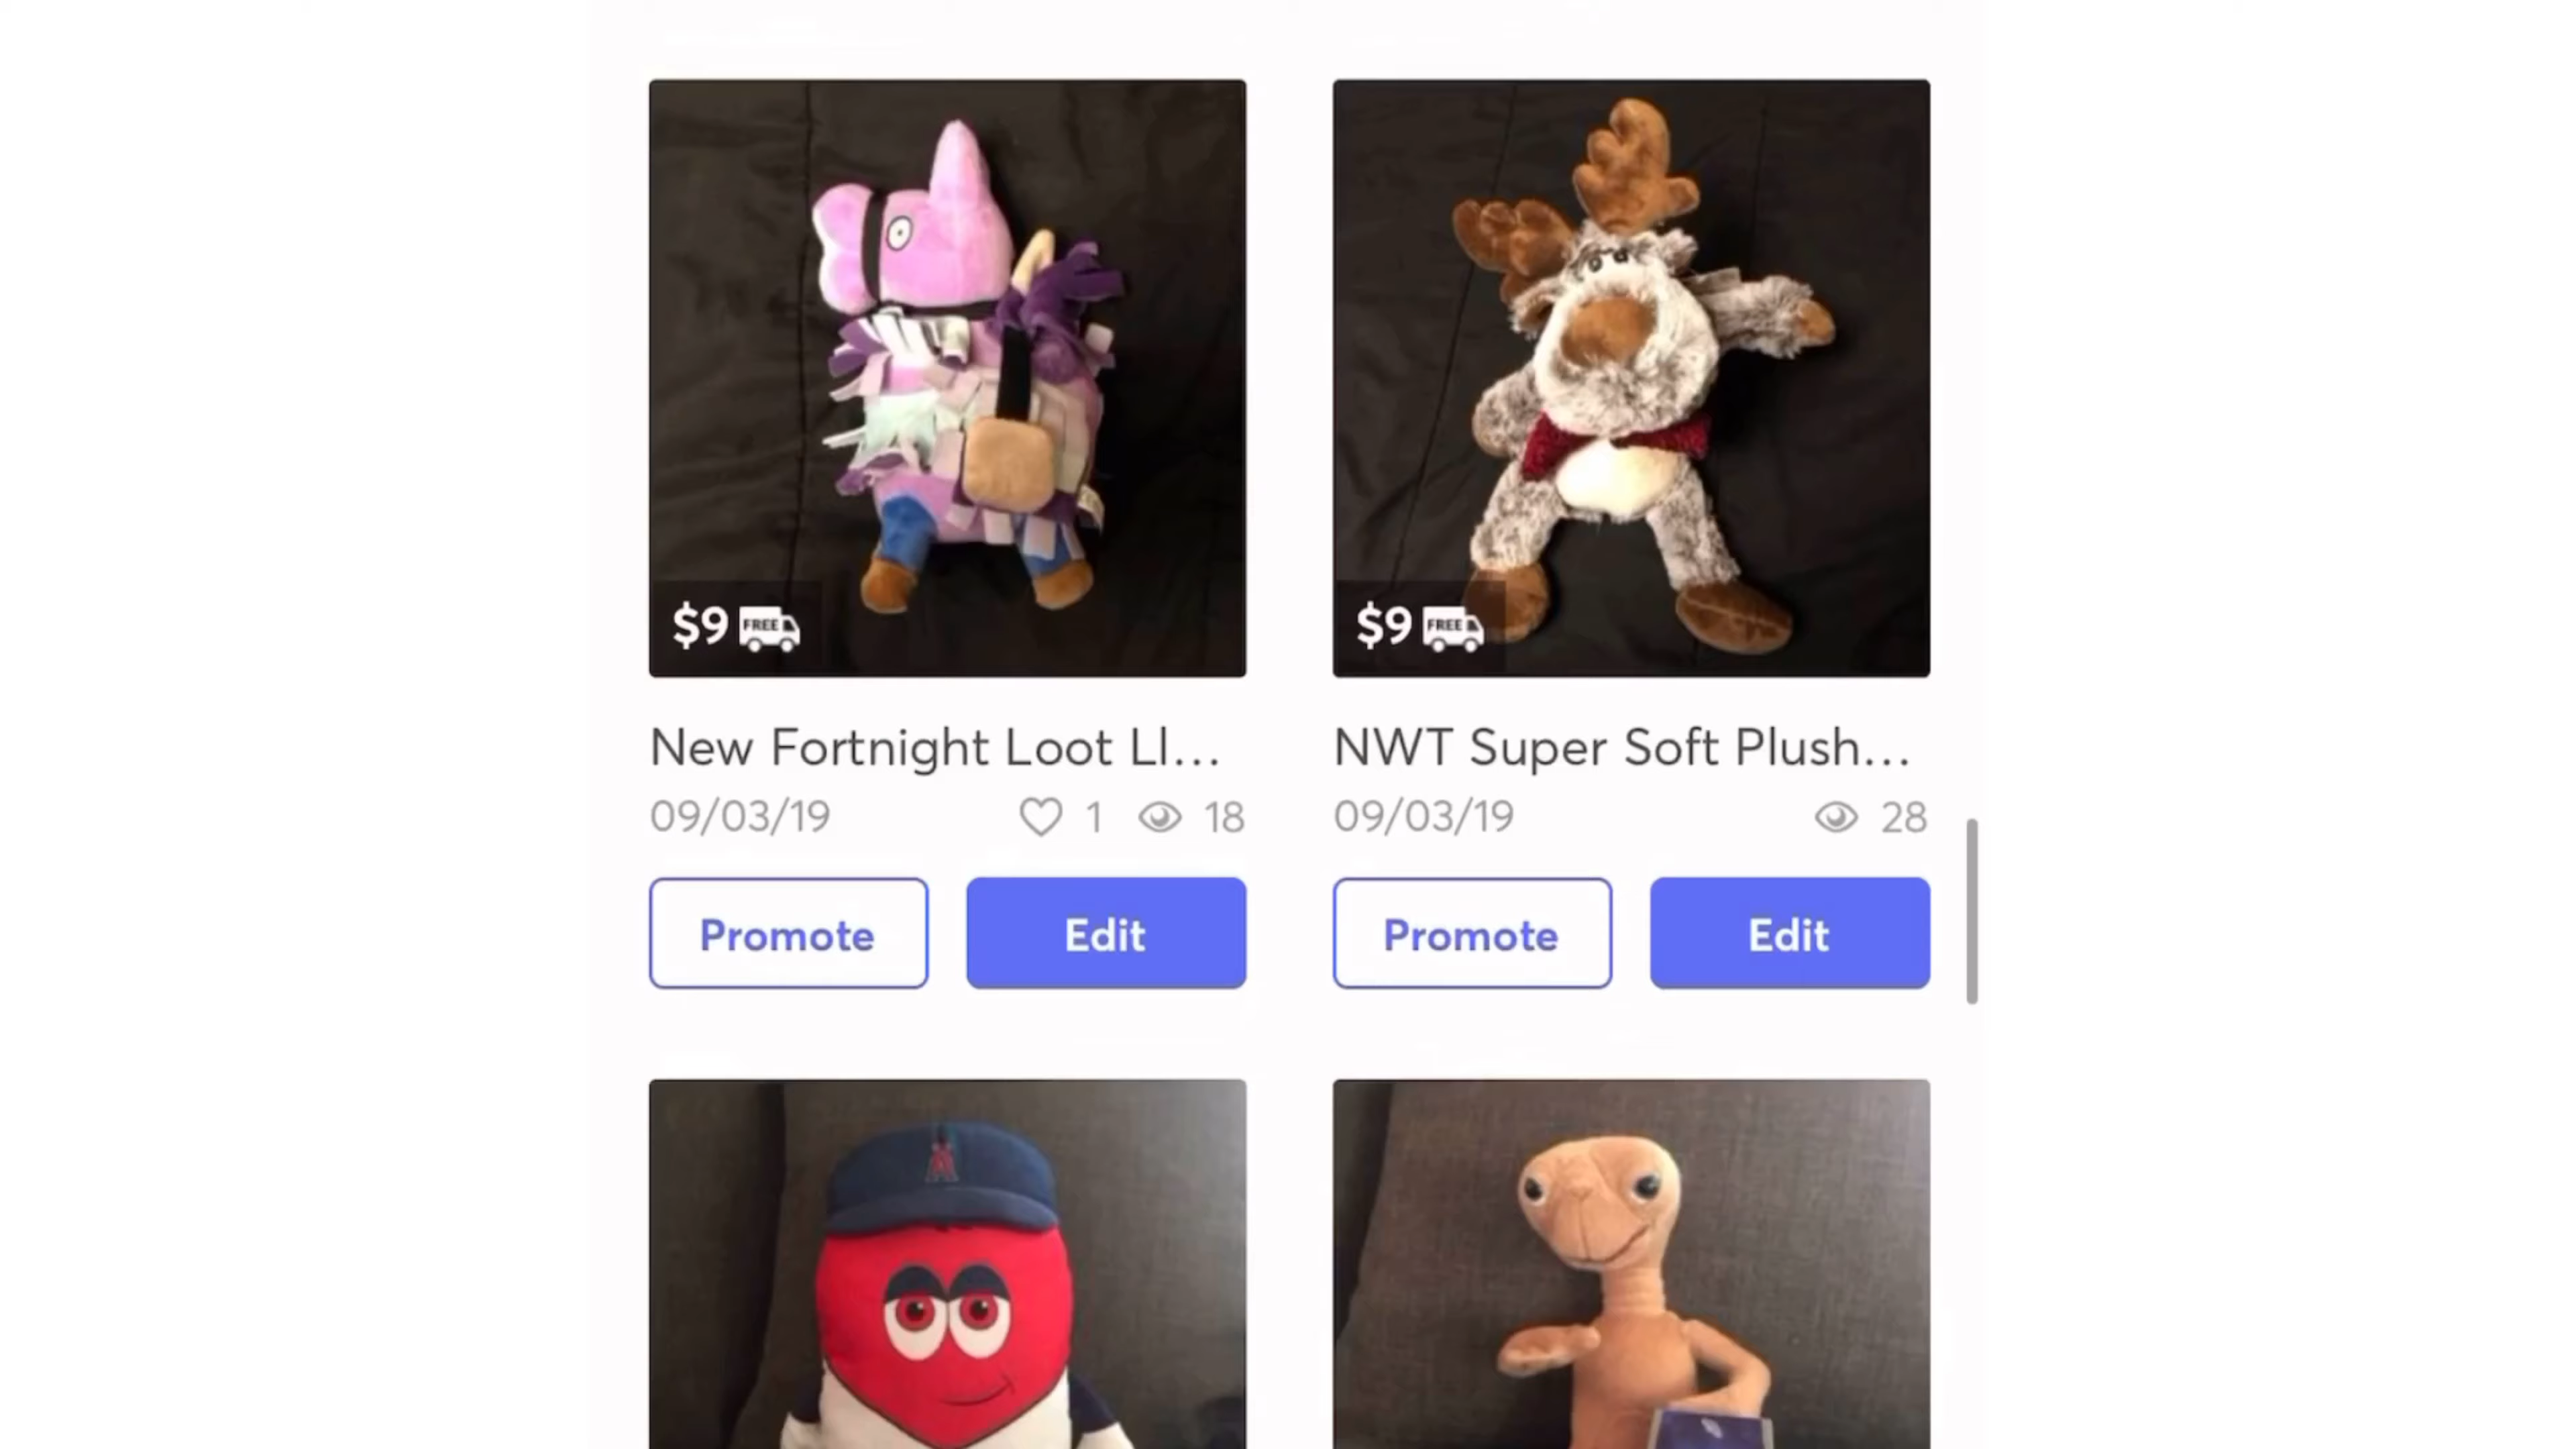 $9 FREE
$9 FREE
New Fortnight Loot Ll...
NWT Super Soft Plush...
09/03/19 1 18
09/03/19 28
Promote Edit
Promote Edit
A